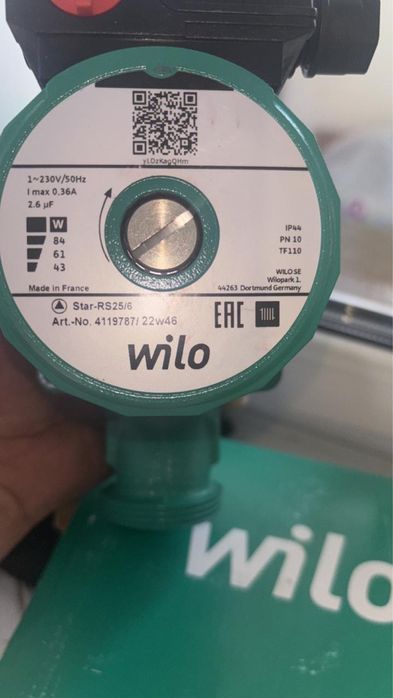 yLOzKagQHm
1~230V/50Hz
I max 0,36A
2.6 µF
W
84
61
43
IP44
PN 10
TF110
WILO SE
Wilopark 1.
44263 Dortmund Germany
Made in France
Star-RS25/6
Art.-No. 4119787/ 22w46
EAC
wilo
wilo